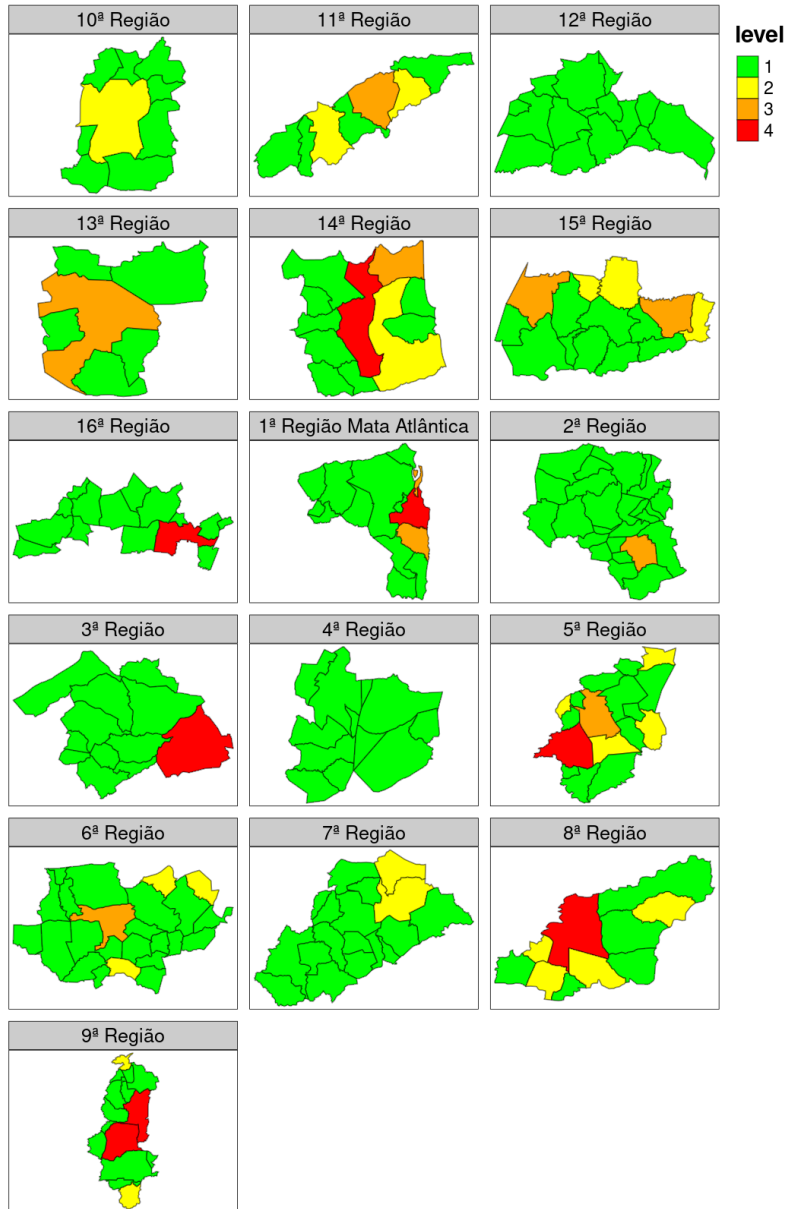 10ª Região
11ª Região
12ª Região
level
1
2
3
4
13ª Região
14ª Região
15ª Região
16ª Região
1ª Região Mata Atlântica
2ª Região
3ª Região
4ª Região
5ª Região
6ª Região
7ª Região
8ª Região
9ª Região